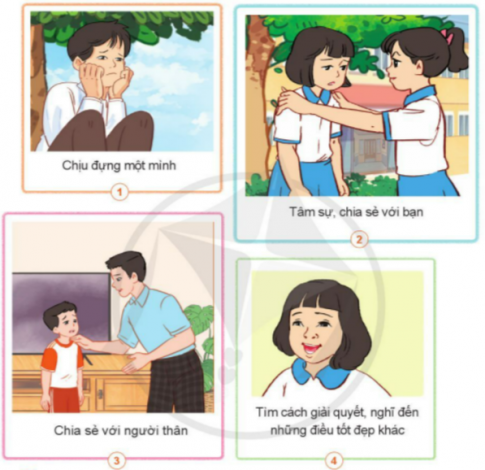 Chịu đựng một mình
1
Tâm sự, chia sẻ với bạn
2
Chia sẻ với người thân
3
Tìm cách giải quyết, nghĩ đến
những điều tốt đẹp khác
4